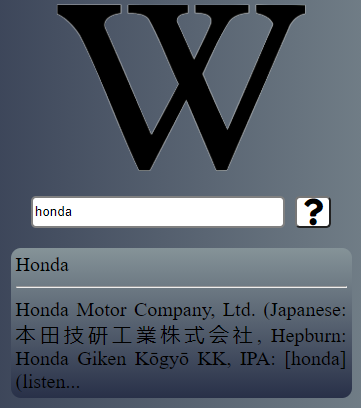 W
honda
?
Honda
Honda Motor Company, Ltd. (Japanese:
本田技研工業株式会社, Hepburn:
Honda Giken Kōgyō KK, IPA: [honda]
(listen...